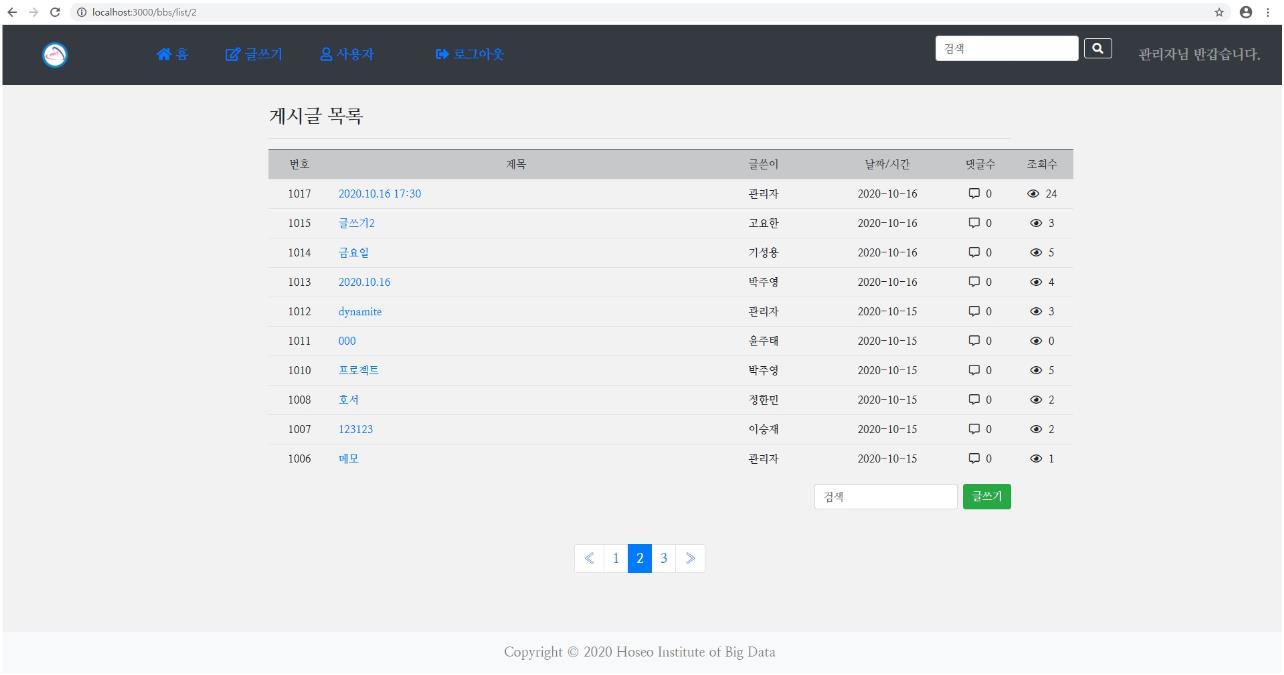 localhost:3000/bbs/list/2
홈 글쓰기 사용자 로그아웃 검색 관리자님 반갑습니다.
게시글 목록
번호 제목 글쓴이 날짜/시간 댓글수 조회수
1017 2020.10.16 17:30 관리자 2020-10-16 0 24
1015 글쓰기2 고요한 2020-10-16 0 3
1014 금요일 기성용 2020-10-16 0 5
1013 2020.10.16 박주영 2020-10-16 0 4
1012 dynamite 관리자 2020-10-15 0 3
1011 000 윤주태 2020-10-15 0 0
1010 프로젝트 박주영 2020-10-15 0 5
1008 호서 정한민 2020-10-15 0 2
1007 123123 이승재 2020-10-15 0 2
1006 메모 관리자 2020-10-15 0 1
검색 글쓰기
≪ 1 2 3 ≫
Copyright © 2020 Hoseo Institute of Big Data